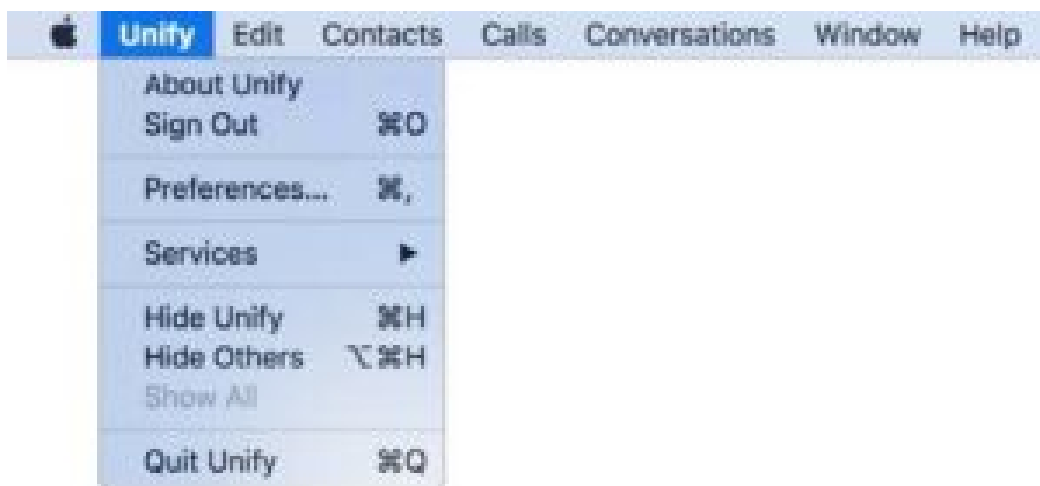 Unify Edit Contacts Calls Conversations Window Help
About Unify
Sign Out ⌘O
Preferences... ⌘,
Services ▶
Hide Unify ⌘H
Hide Others ⌥⌘H
Show All
Quit Unify ⌘Q